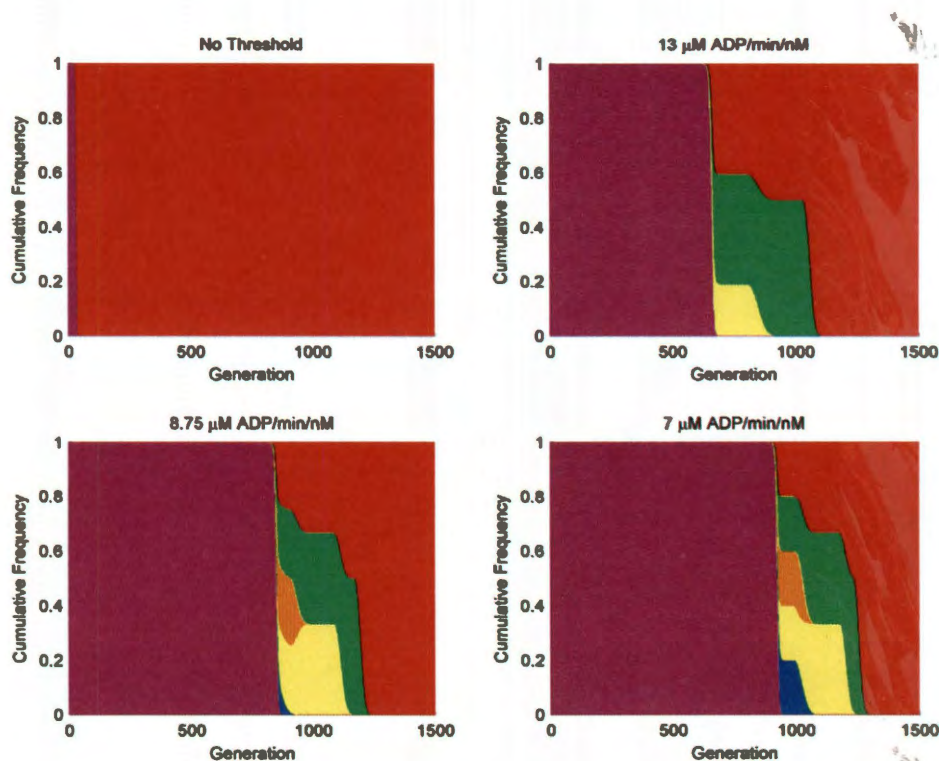 No Threshold
1
0.8
0.6
0.4
0.2
0
Cumulative Frequency
0 500 1000 1500
Generation
13 µM ADP/min/nM
1
0.8
0.6
0.4
0.2
0
Cumulative Frequency
0 500 1000 1500
Generation
8.75 µM ADP/min/nM
1
0.8
0.6
0.4
0.2
0
Cumulative Frequency
0 500 1000 1500
Generation
7 µM ADP/min/nM
1
0.8
0.6
0.4
0.2
0
Cumulative Frequency
0 500 1000 1500
Generation